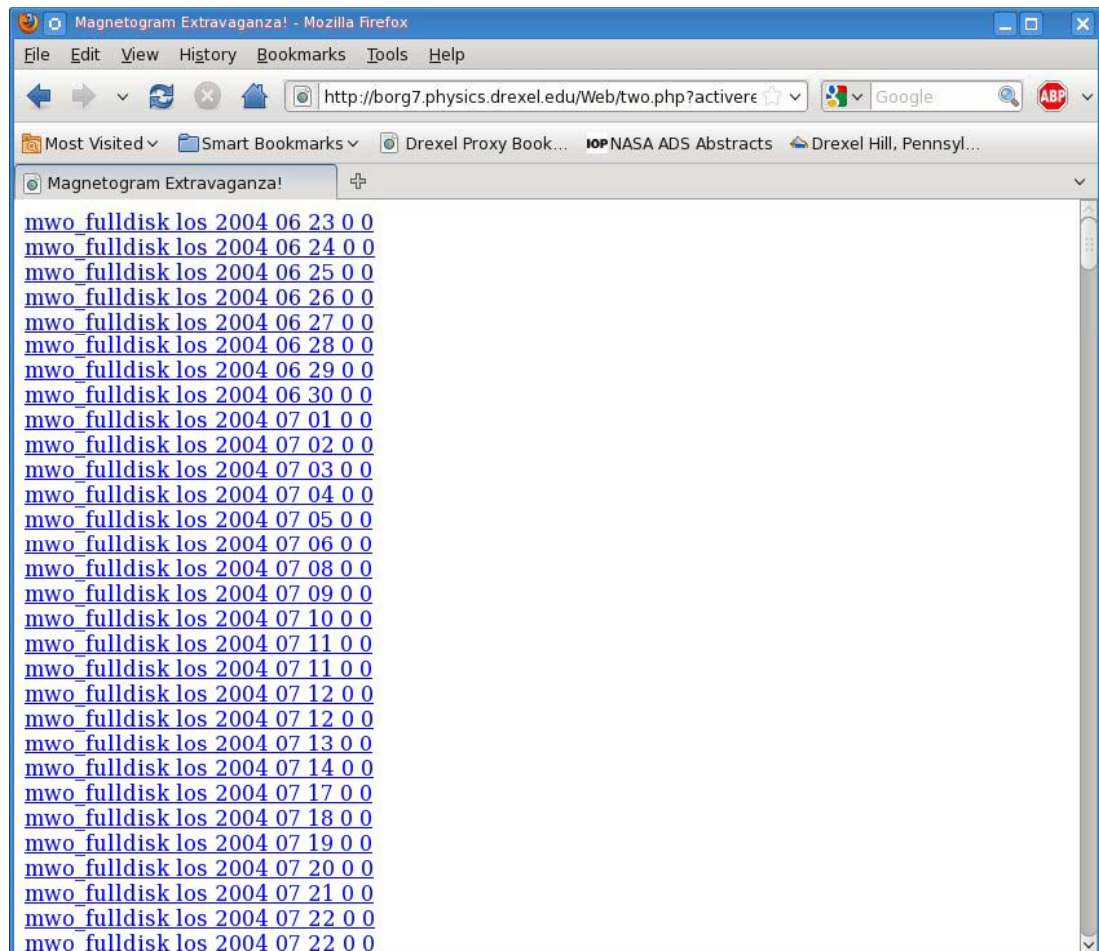 Magnetogram Extravaganza! - Mozilla Firefox
File Edit View History Bookmarks Tools Help
http://borg7.physics.drexel.edu/Web/two.php?activere Google ABP
Most Visited Smart Bookmarks Drexel Proxy Book... IOP NASA ADS Abstracts Drexel Hill, Pennsyl...
Magnetogram Extravaganza!
mwo_fulldisk los 2004 06 23 0 0
mwo_fulldisk los 2004 06 24 0 0
mwo_fulldisk los 2004 06 25 0 0
mwo_fulldisk los 2004 06 26 0 0
mwo_fulldisk los 2004 06 27 0 0
mwo_fulldisk los 2004 06 28 0 0
mwo_fulldisk los 2004 06 29 0 0
mwo_fulldisk los 2004 06 30 0 0
mwo_fulldisk los 2004 07 01 0 0
mwo_fulldisk los 2004 07 02 0 0
mwo_fulldisk los 2004 07 03 0 0
mwo_fulldisk los 2004 07 04 0 0
mwo_fulldisk los 2004 07 05 0 0
mwo_fulldisk los 2004 07 06 0 0
mwo_fulldisk los 2004 07 08 0 0
mwo_fulldisk los 2004 07 09 0 0
mwo_fulldisk los 2004 07 10 0 0
mwo_fulldisk los 2004 07 11 0 0
mwo_fulldisk los 2004 07 11 0 0
mwo_fulldisk los 2004 07 12 0 0
mwo_fulldisk los 2004 07 12 0 0
mwo_fulldisk los 2004 07 13 0 0
mwo_fulldisk los 2004 07 14 0 0
mwo_fulldisk los 2004 07 17 0 0
mwo_fulldisk los 2004 07 18 0 0
mwo_fulldisk los 2004 07 19 0 0
mwo_fulldisk los 2004 07 20 0 0
mwo_fulldisk los 2004 07 21 0 0
mwo_fulldisk los 2004 07 22 0 0
mwo_fulldisk los 2004 07 22 0 0